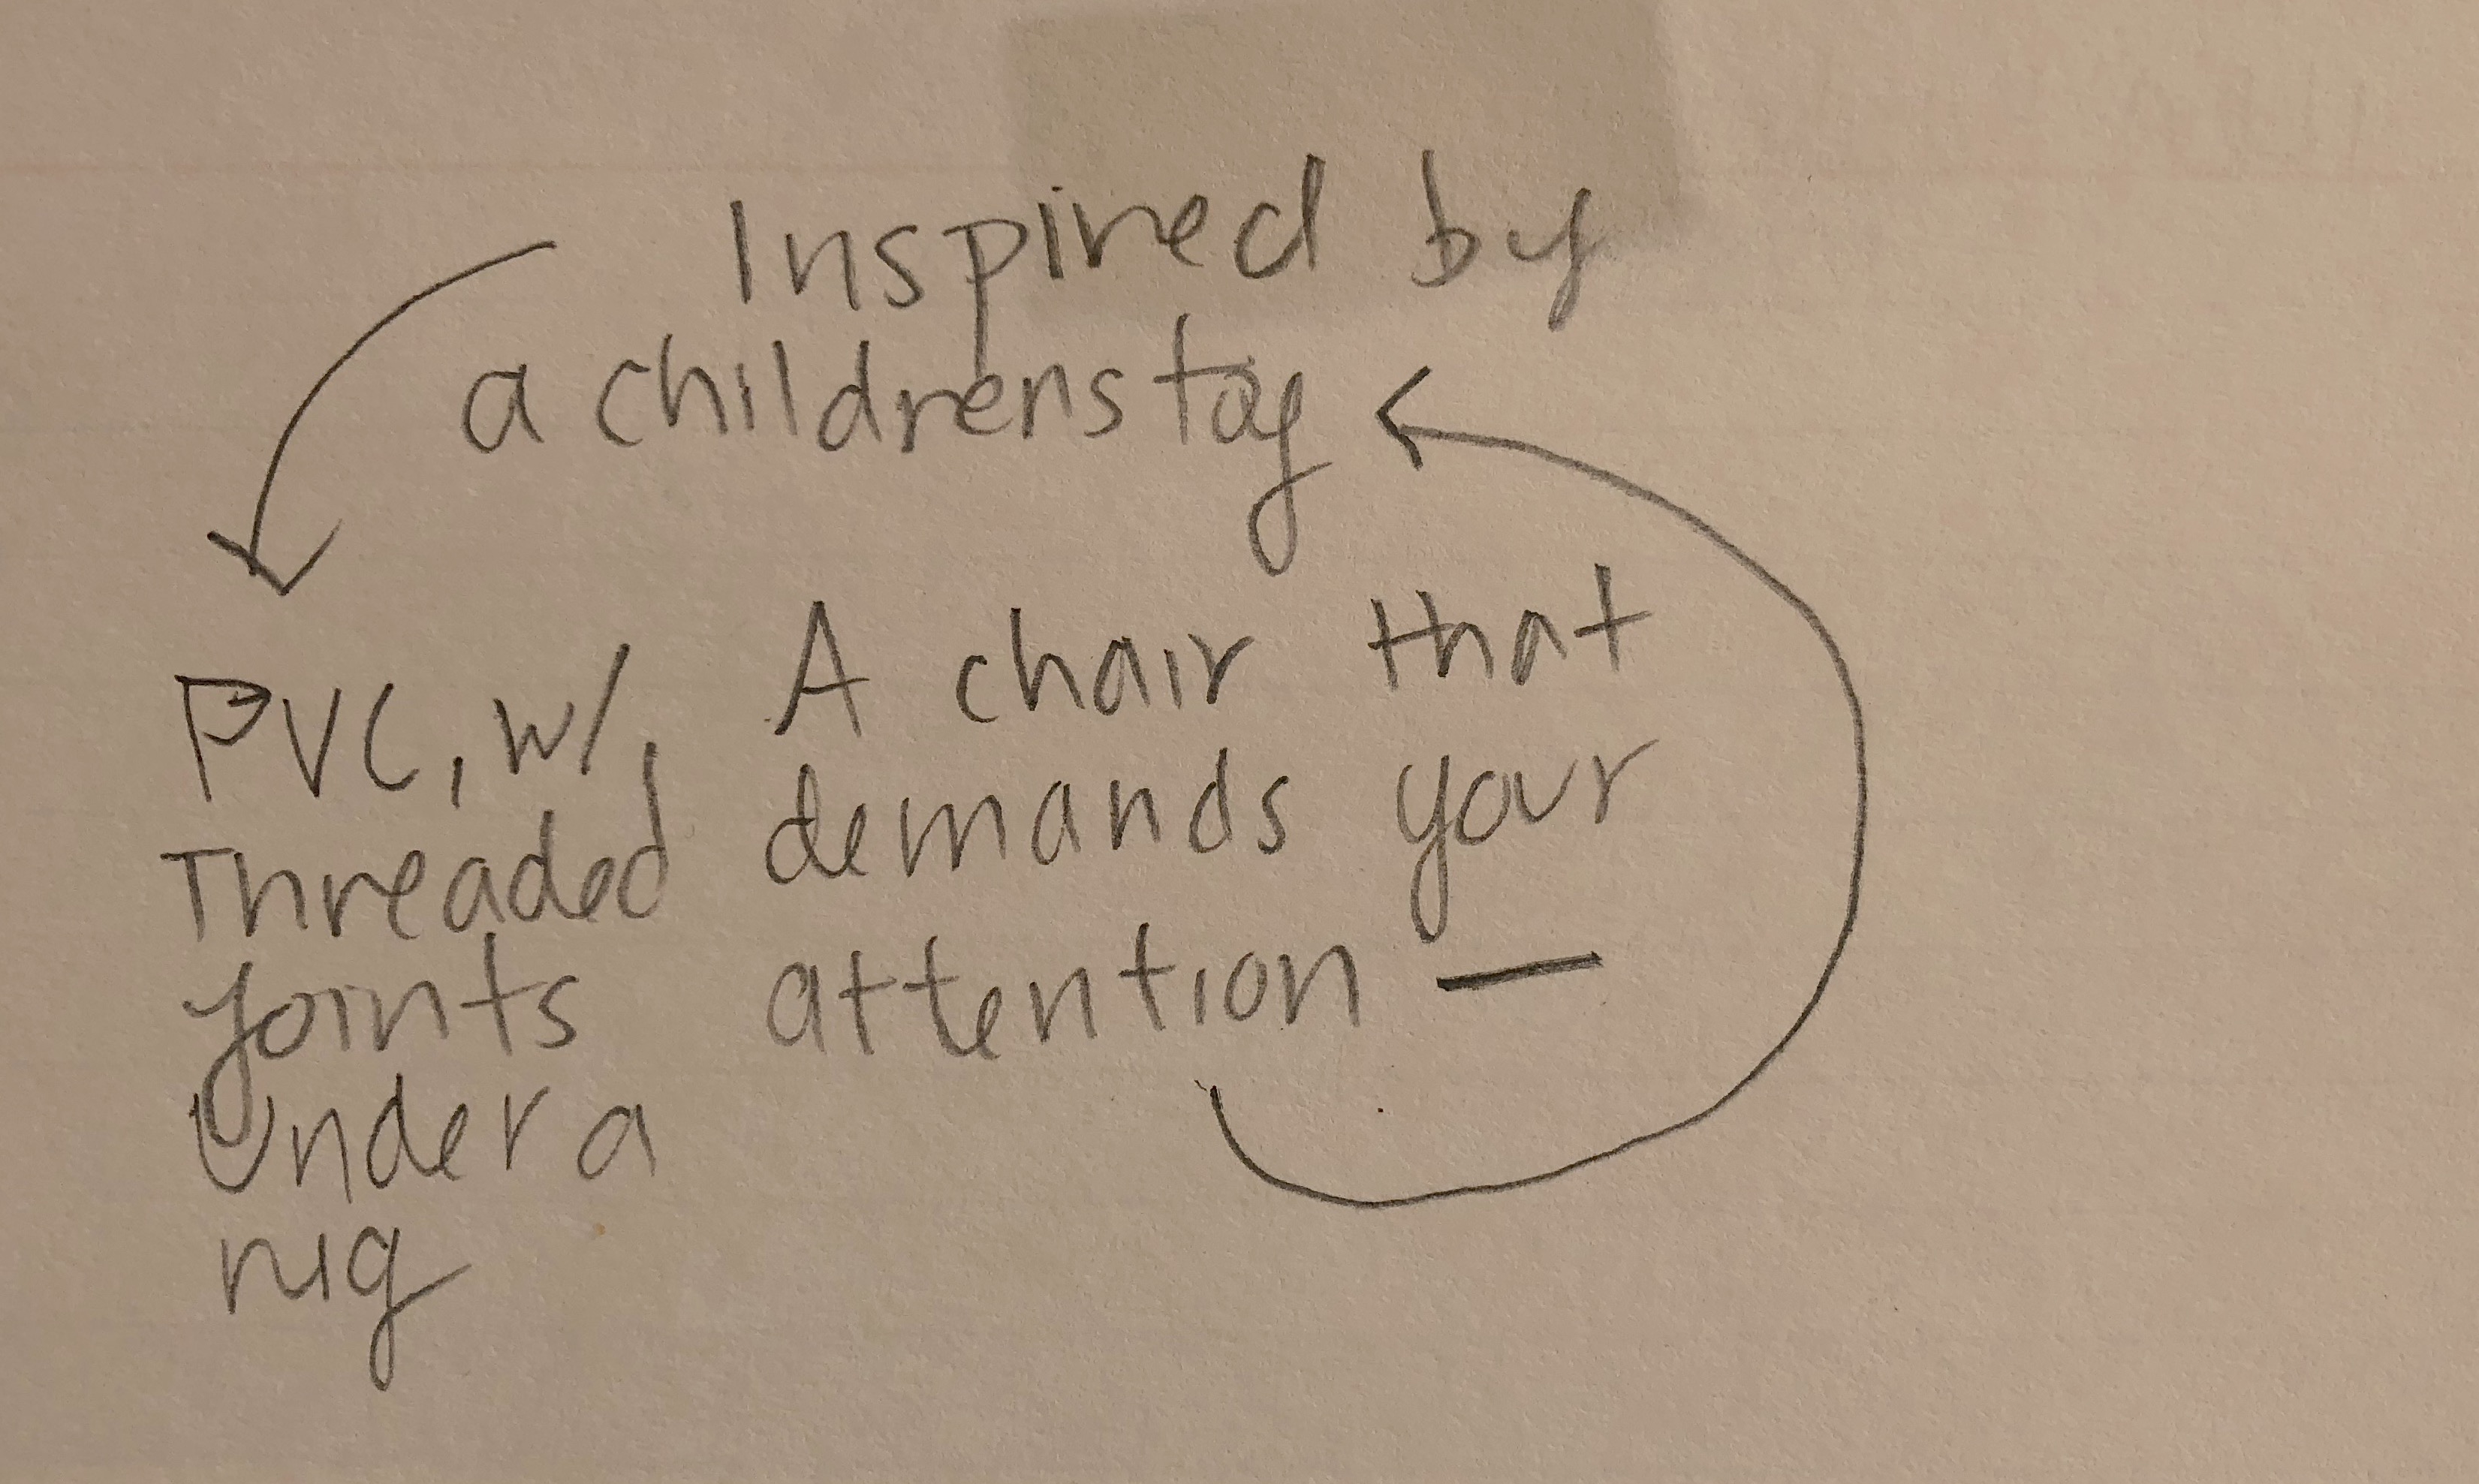 Inspired by
a childrens toy
PVC, w/
Threaded
joints
Under a
rug
A chair that
demands your
attention —